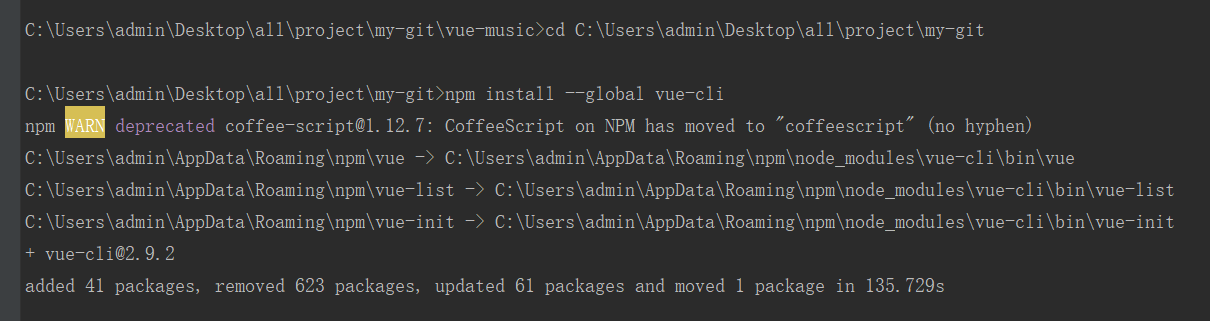 C:\Users\admin\Desktop\all\project\my-git\vue-music>cd C:\Users\admin\Desktop\all\project\my-git
C:\Users\admin\Desktop\all\project\my-git>npm install --global vue-cli
npm WARN deprecated coffee-script@1.12.7: CoffeeScript on NPM has moved to "coffeescript" (no hyphen)
C:\Users\admin\AppData\Roaming\npm\vue -> C:\Users\admin\AppData\Roaming\npm\node_modules\vue-cli\bin\vue
C:\Users\admin\AppData\Roaming\npm\vue-list -> C:\Users\admin\AppData\Roaming\npm\node_modules\vue-cli\bin\vue-list
C:\Users\admin\AppData\Roaming\npm\vue-init -> C:\Users\admin\AppData\Roaming\npm\node_modules\vue-cli\bin\vue-init
+ vue-cli@2.9.2
added 41 packages, removed 623 packages, updated 61 packages and moved 1 package in 135.729s